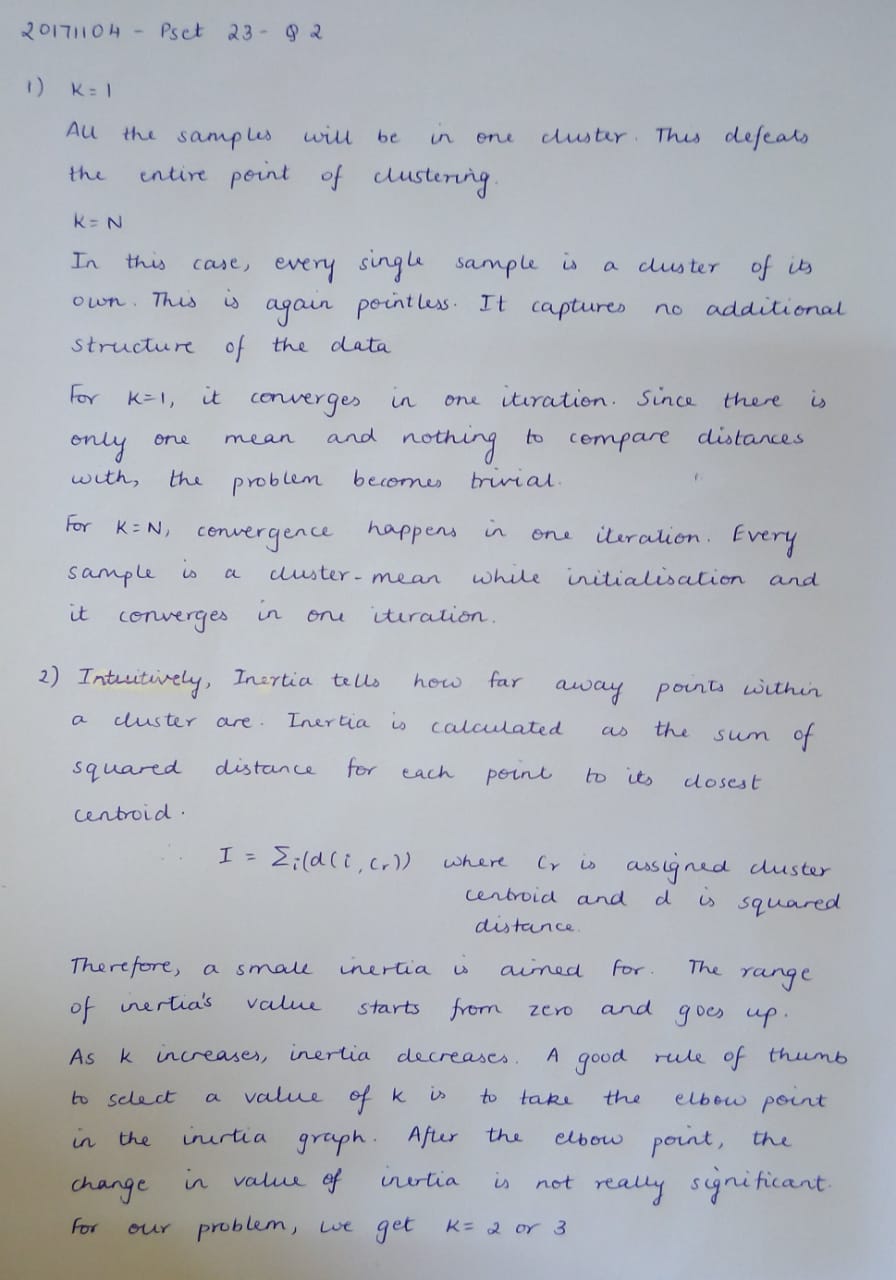 20171104 - Pset 23 - Q2
1) K=1
All the samples will be in one cluster. This defeats
the entire point of clustering.
K=N
In this case, every single sample is a cluster of its
own. This is again pointless. It captures no additional
structure of the data
For K=1, it converges in one iteration. Since there is
only one mean and nothing to compare distances
with, the problem becomes trivial.
For K=N, convergence happens in one iteration. Every
sample is a cluster-mean while initialisation and
it converges in one iteration.
2) Intuitively, Inertia tells how far away points within
a cluster are. Inertia is calculated as the sum of
squared distance for each point to its closest
centroid.
I = Σi(d(i,cr)) where Cr is assigned cluster
centroid and d is squared
distance.
Therefore, a small inertia is aimed for. The range
of inertia's value starts from zero and goes up.
As k increases, inertia decreases. A good rule of thumb
to select a value of k is to take the elbow point
in the inertia graph. After the elbow point, the
change in value of inertia is not really significant.
For our problem, we get K= 2 or 3